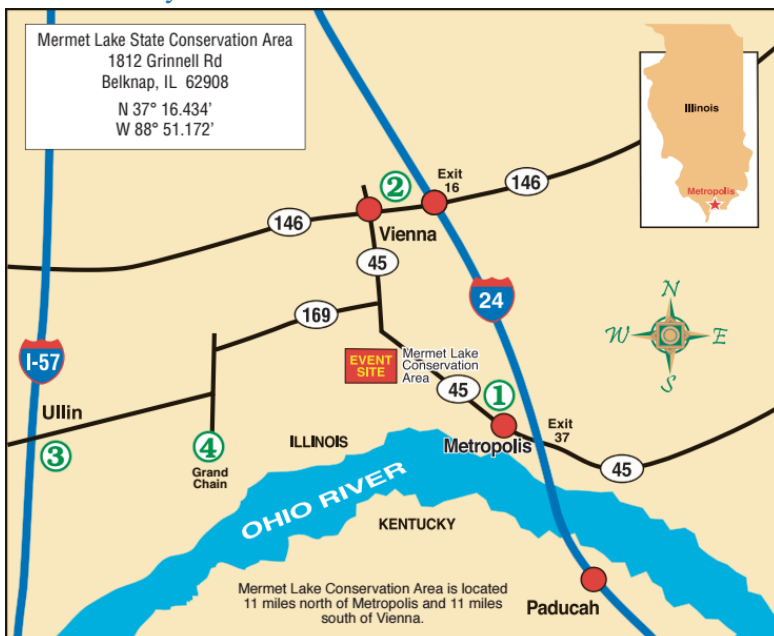 Mermet Lake State Conservation Area
1812 Grinnell Rd
Belknap, IL 62908
N 37° 16.434'
W 88° 51.172'
Illinois
Metropolis
2
Exit
16
146
146
Vienna
45
24
169
N
W
E
S
I-57
EVENT
SITE
Mermet Lake
Conservation
Area
45
1
Ullin
Exit
37
Metropolis
3
4
Grand
Chain
ILLINOIS
45
OHIO RIVER
KENTUCKY
Mermet Lake Conservation Area is located
11 miles north of Metropolis and 11 miles
south of Vienna.
Paducah